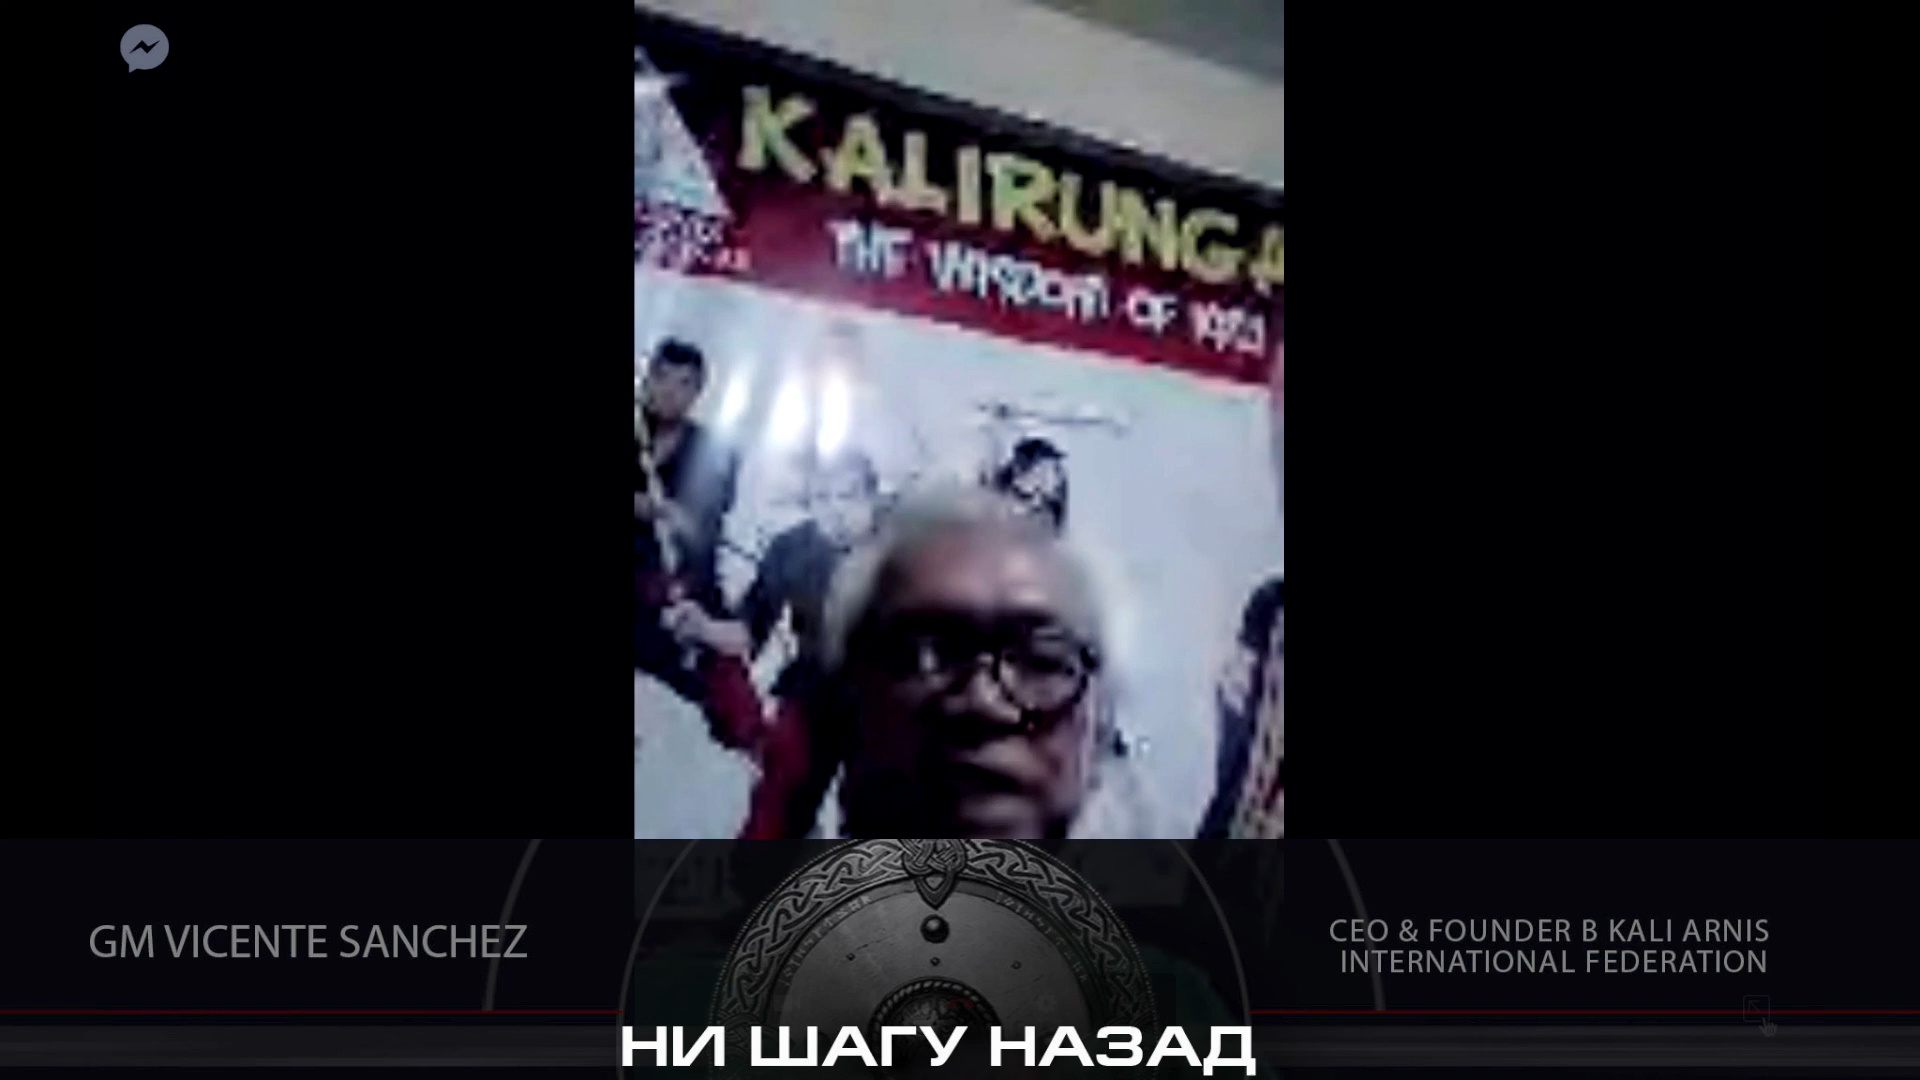 KALIRUNGA
THE WISDOM OF
GM VICENTE SANCHEZ
CEO & FOUNDER B KALI ARNIS
INTERNATIONAL FEDERATION
НИ ШАГУ НАЗАД